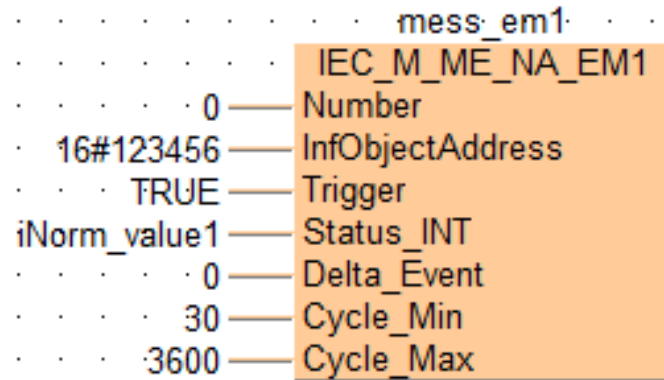 mess_em1
IEC_M_ME_NA_EM1
0 Number
16#123456 InfObjectAddress
TRUE Trigger
iNorm_value1 Status_INT
0 Delta_Event
30 Cycle_Min
3600 Cycle_Max